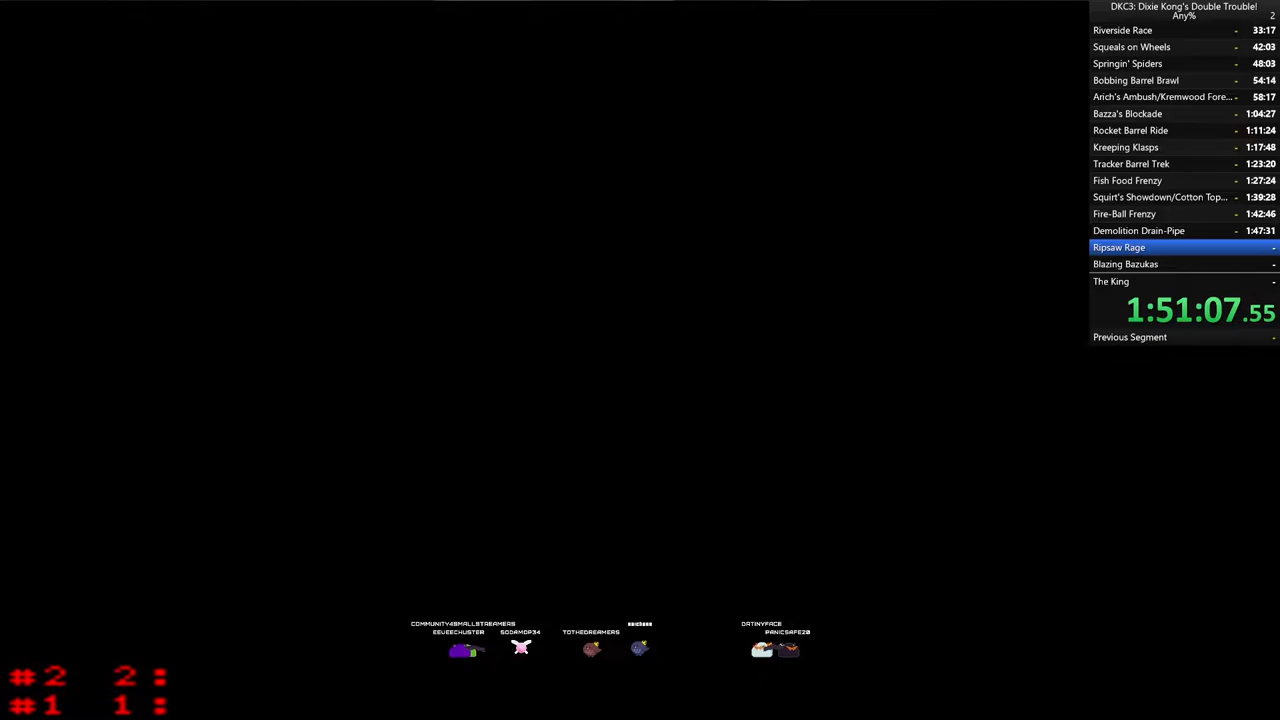 DKC3: Dixie Kong's Double Trouble!
Any% 2
Riverside Race - 33:17
Squeals on Wheels - 42:03
Springin' Spiders - 48:03
Bobbing Barrel Brawl - 54:14
Arich's Ambush/Kremwood Fore... - 58:17
Bazza's Blockade - 1:04:27
Rocket Barrel Ride - 1:11:24
Kreeping Klasps - 1:17:48
Tracker Barrel Trek - 1:23:20
Fish Food Frenzy - 1:27:24
Squirt's Showdown/Cotton Top... - 1:39:28
Fire-Ball Frenzy - 1:42:46
Demolition Drain-Pipe - 1:47:31
Ripsaw Rage -
Blazing Bazukas -
The King -
1:51:07.55
Previous Segment -
COMMUNITY4SMALLSTREAMERS DATINYFACE
EEVEECHUSTER SODAMOP34 TOTHEDREAMERS PANICSAFE20
#2 2:
#1 1: